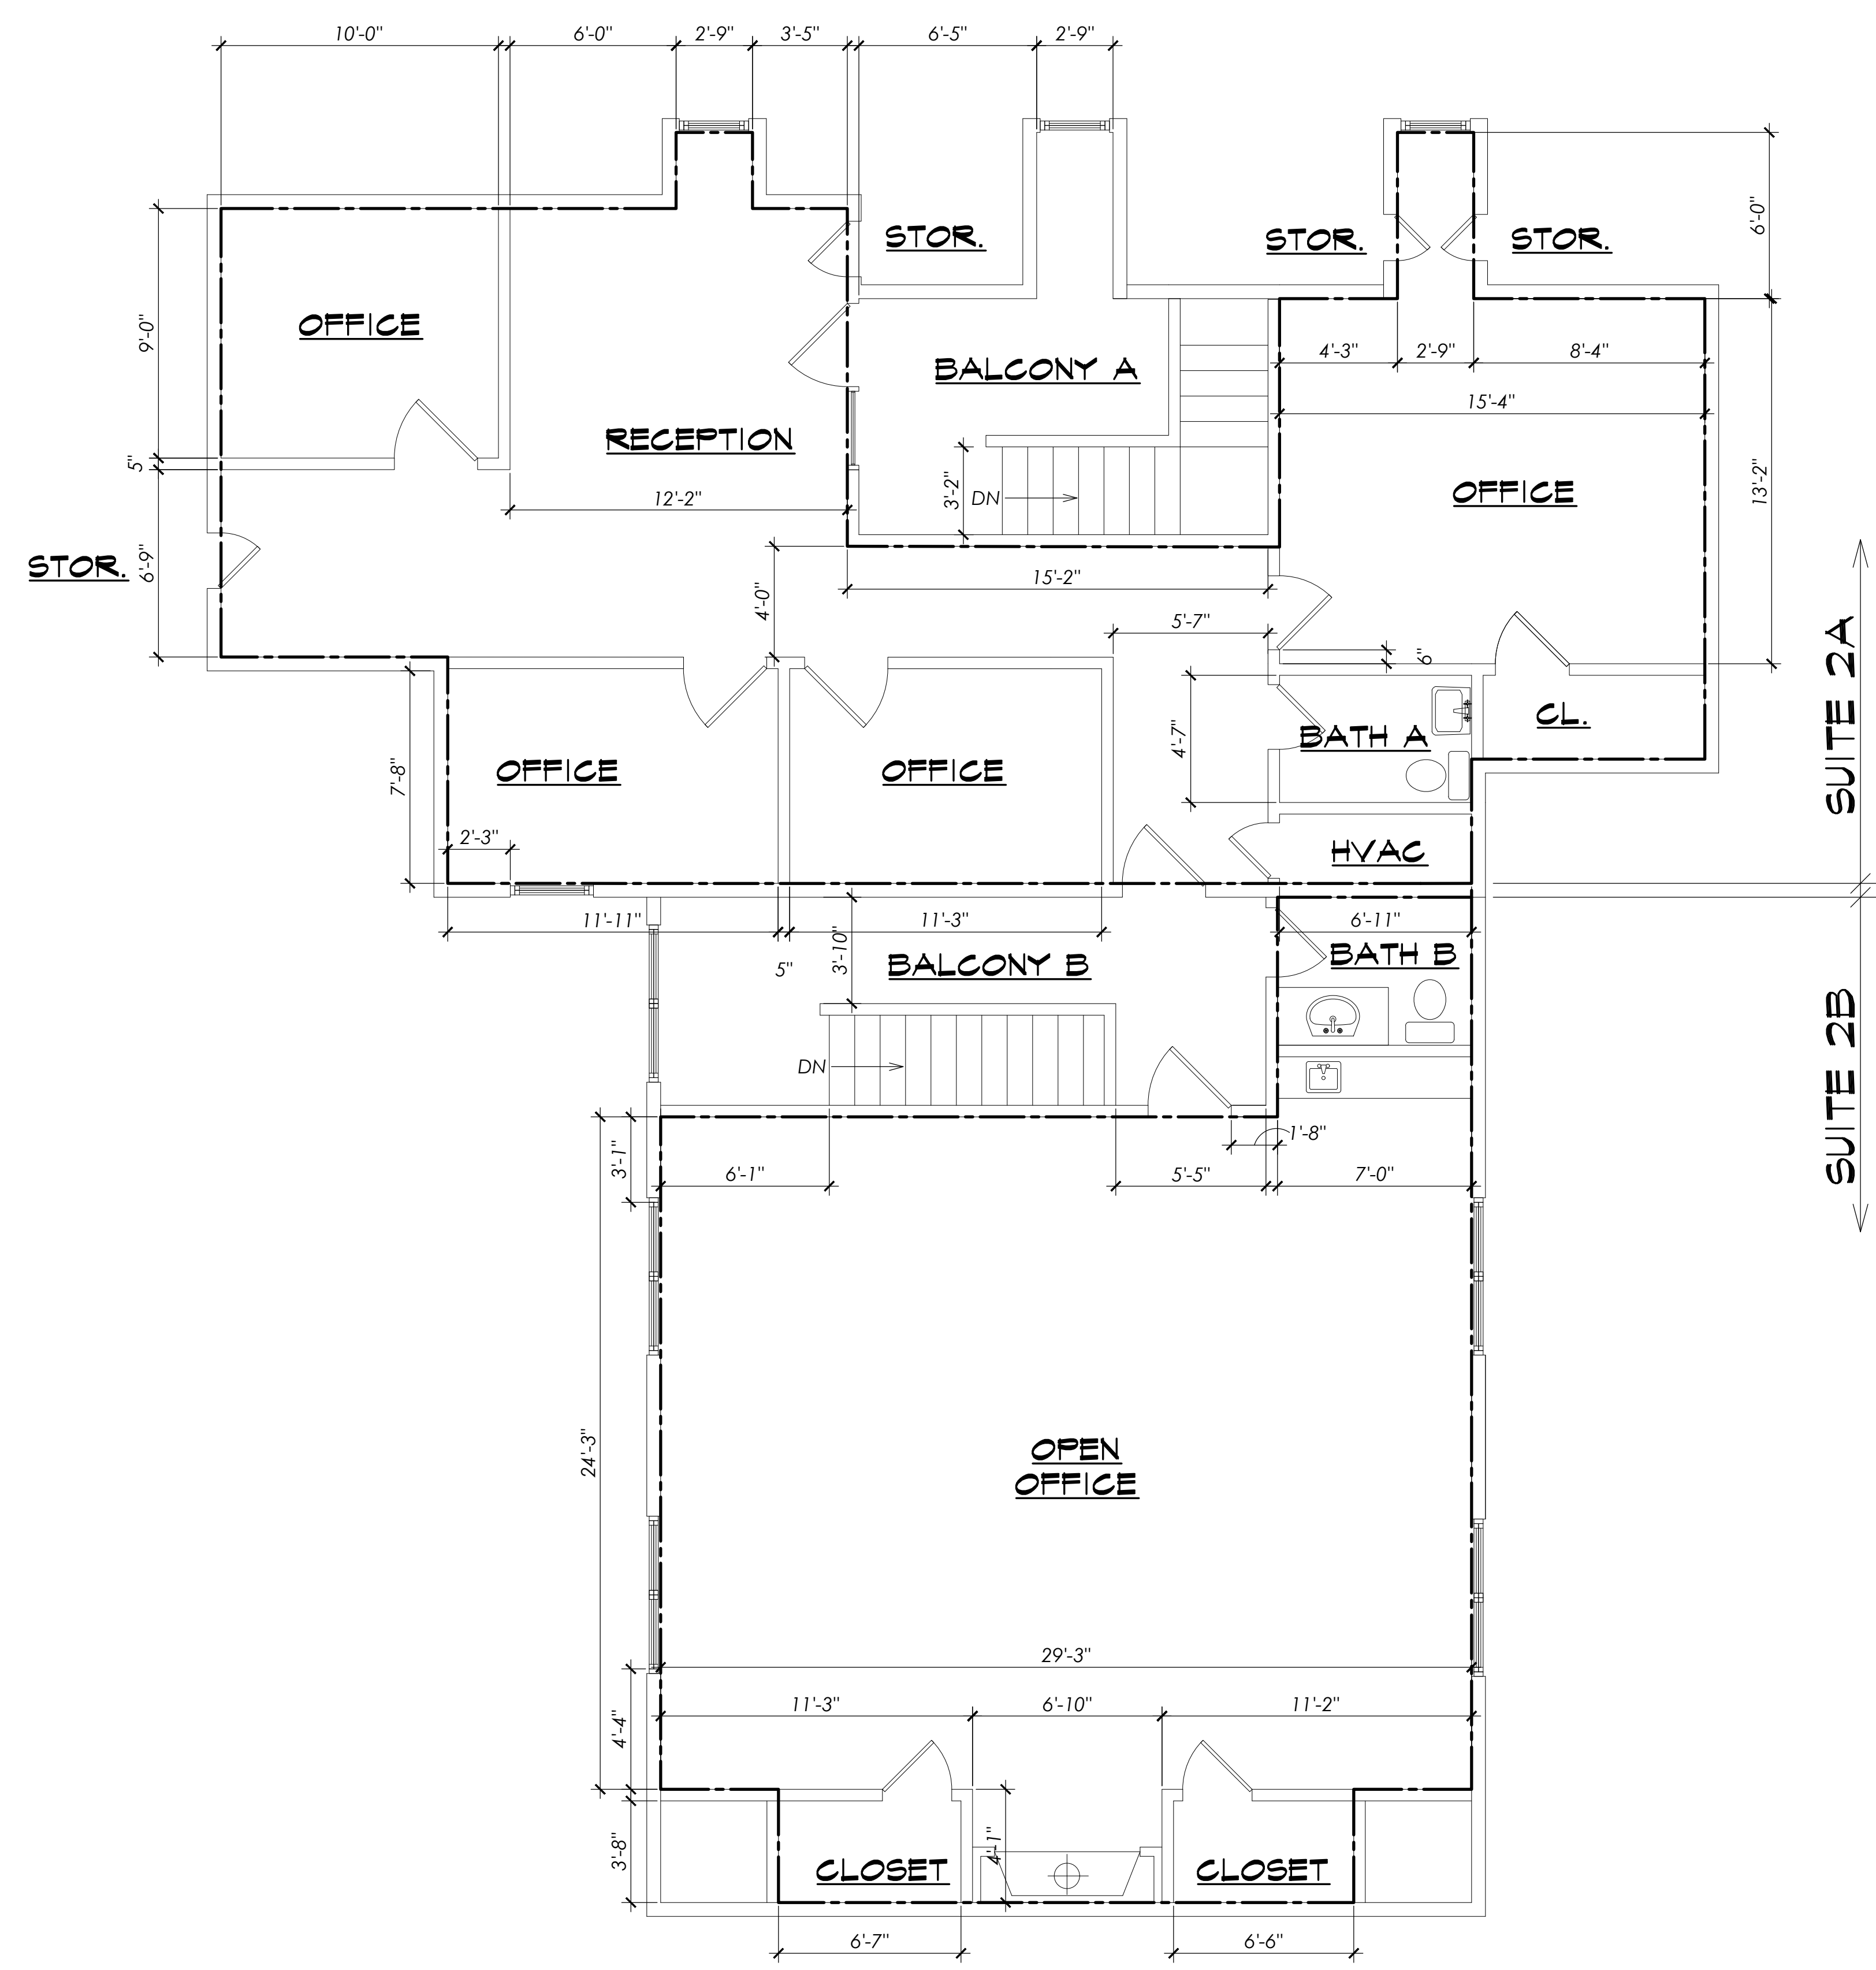 10'-0" 6'-0" 2'-9" 3'-5" 6'-5" 2'-9"
6'-0"
STOR. STOR. STOR.
9'-0"
OFFICE
4'-3" 2'-9" 8'-4"
BALCONY A
15'-4"
RECEPTION
5"
13'-2"
12'-2"
3'-2"
DN
OFFICE
STOR.
6'-9"
15'-2"
4'-0"
5'-7"
6"
SUITE 2A
CL.
4'-7"
BATH A
7'-8"
OFFICE OFFICE
2'-3"
HVAC
11'-11" 11'-3" 6'-11"
5"
3'-10"
BALCONY B
BATH B
SUITE 2B
DN
1'-8"
3'-1"
6'-1" 5'-5" 7'-0"
24'-3"
OPEN
OFFICE
29'-3"
11'-3" 6'-10" 11'-2"
4'-4"
4'-1"
3'-8"
CLOSET CLOSET
6'-7" 6'-6"